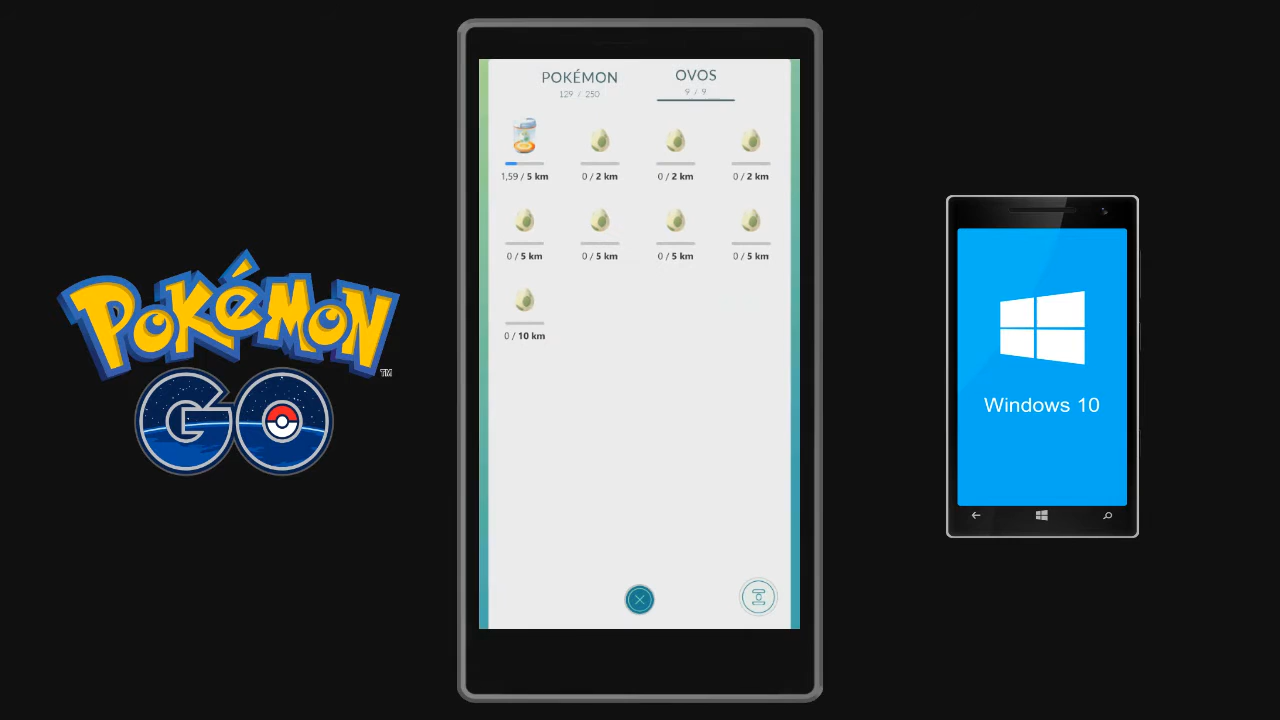 POKÉMON
GO
TM
POKÉMON
129 / 250
OVOS
9 / 9
1,59 / 5 km
0 / 2 km
0 / 2 km
0 / 2 km
0 / 5 km
0 / 5 km
0 / 5 km
0 / 5 km
0 / 10 km
Windows 10